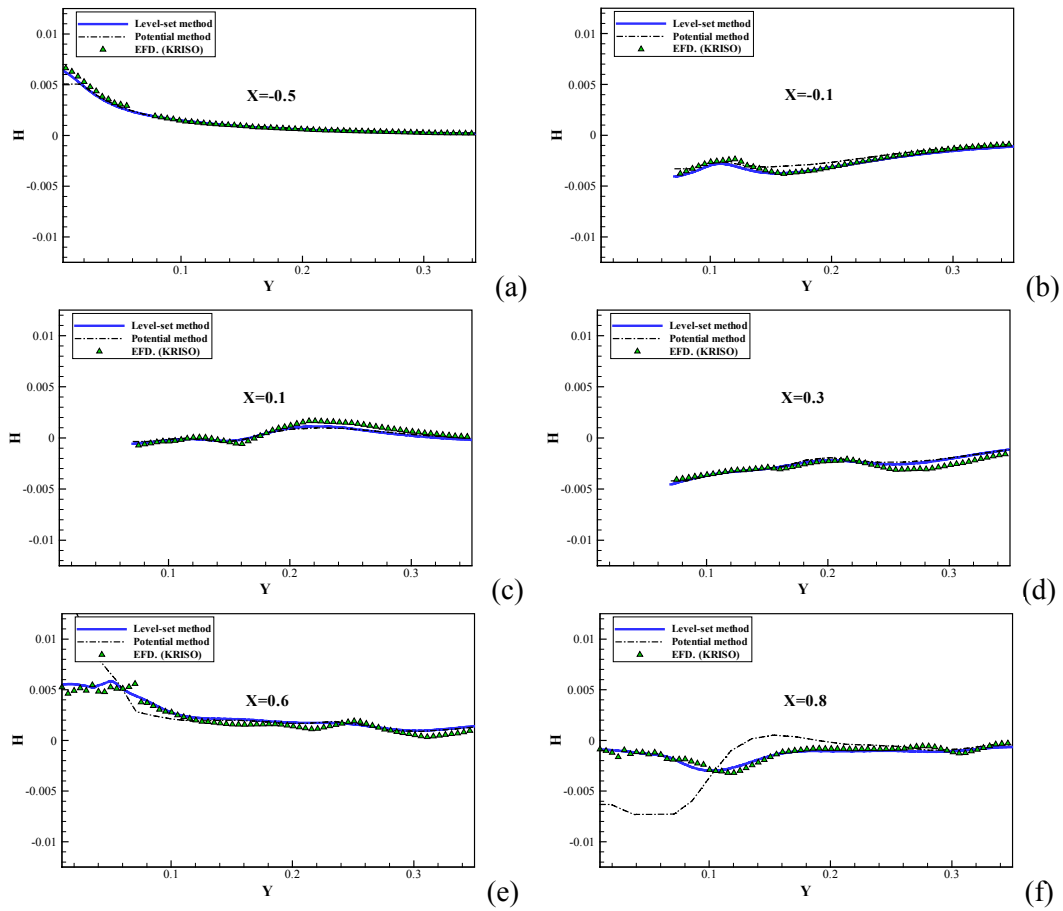 Level-set method
Potential method
EFD. (KRISO)
X=-0.5
H
0.01
0.005
0
-0.005
-0.01
0.1
0.2
0.3
Y
(a)
Level-set method
Potential method
EFD. (KRISO)
X=-0.1
H
0.01
0.005
0
-0.005
-0.01
0.1
0.2
0.3
Y
(b)
Level-set method
Potential method
EFD. (KRISO)
X=0.1
H
0.01
0.005
0
-0.005
-0.01
0.1
0.2
0.3
Y
(c)
Level-set method
Potential method
EFD. (KRISO)
X=0.3
H
0.01
0.005
0
-0.005
-0.01
0.1
0.2
0.3
Y
(d)
Level-set method
Potential method
EFD. (KRISO)
X=0.6
H
0.01
0.005
0
-0.005
-0.01
0.1
0.2
0.3
Y
(e)
Level-set method
Potential method
EFD. (KRISO)
X=0.8
H
0.01
0.005
0
-0.005
-0.01
0.1
0.2
0.3
Y
(f)